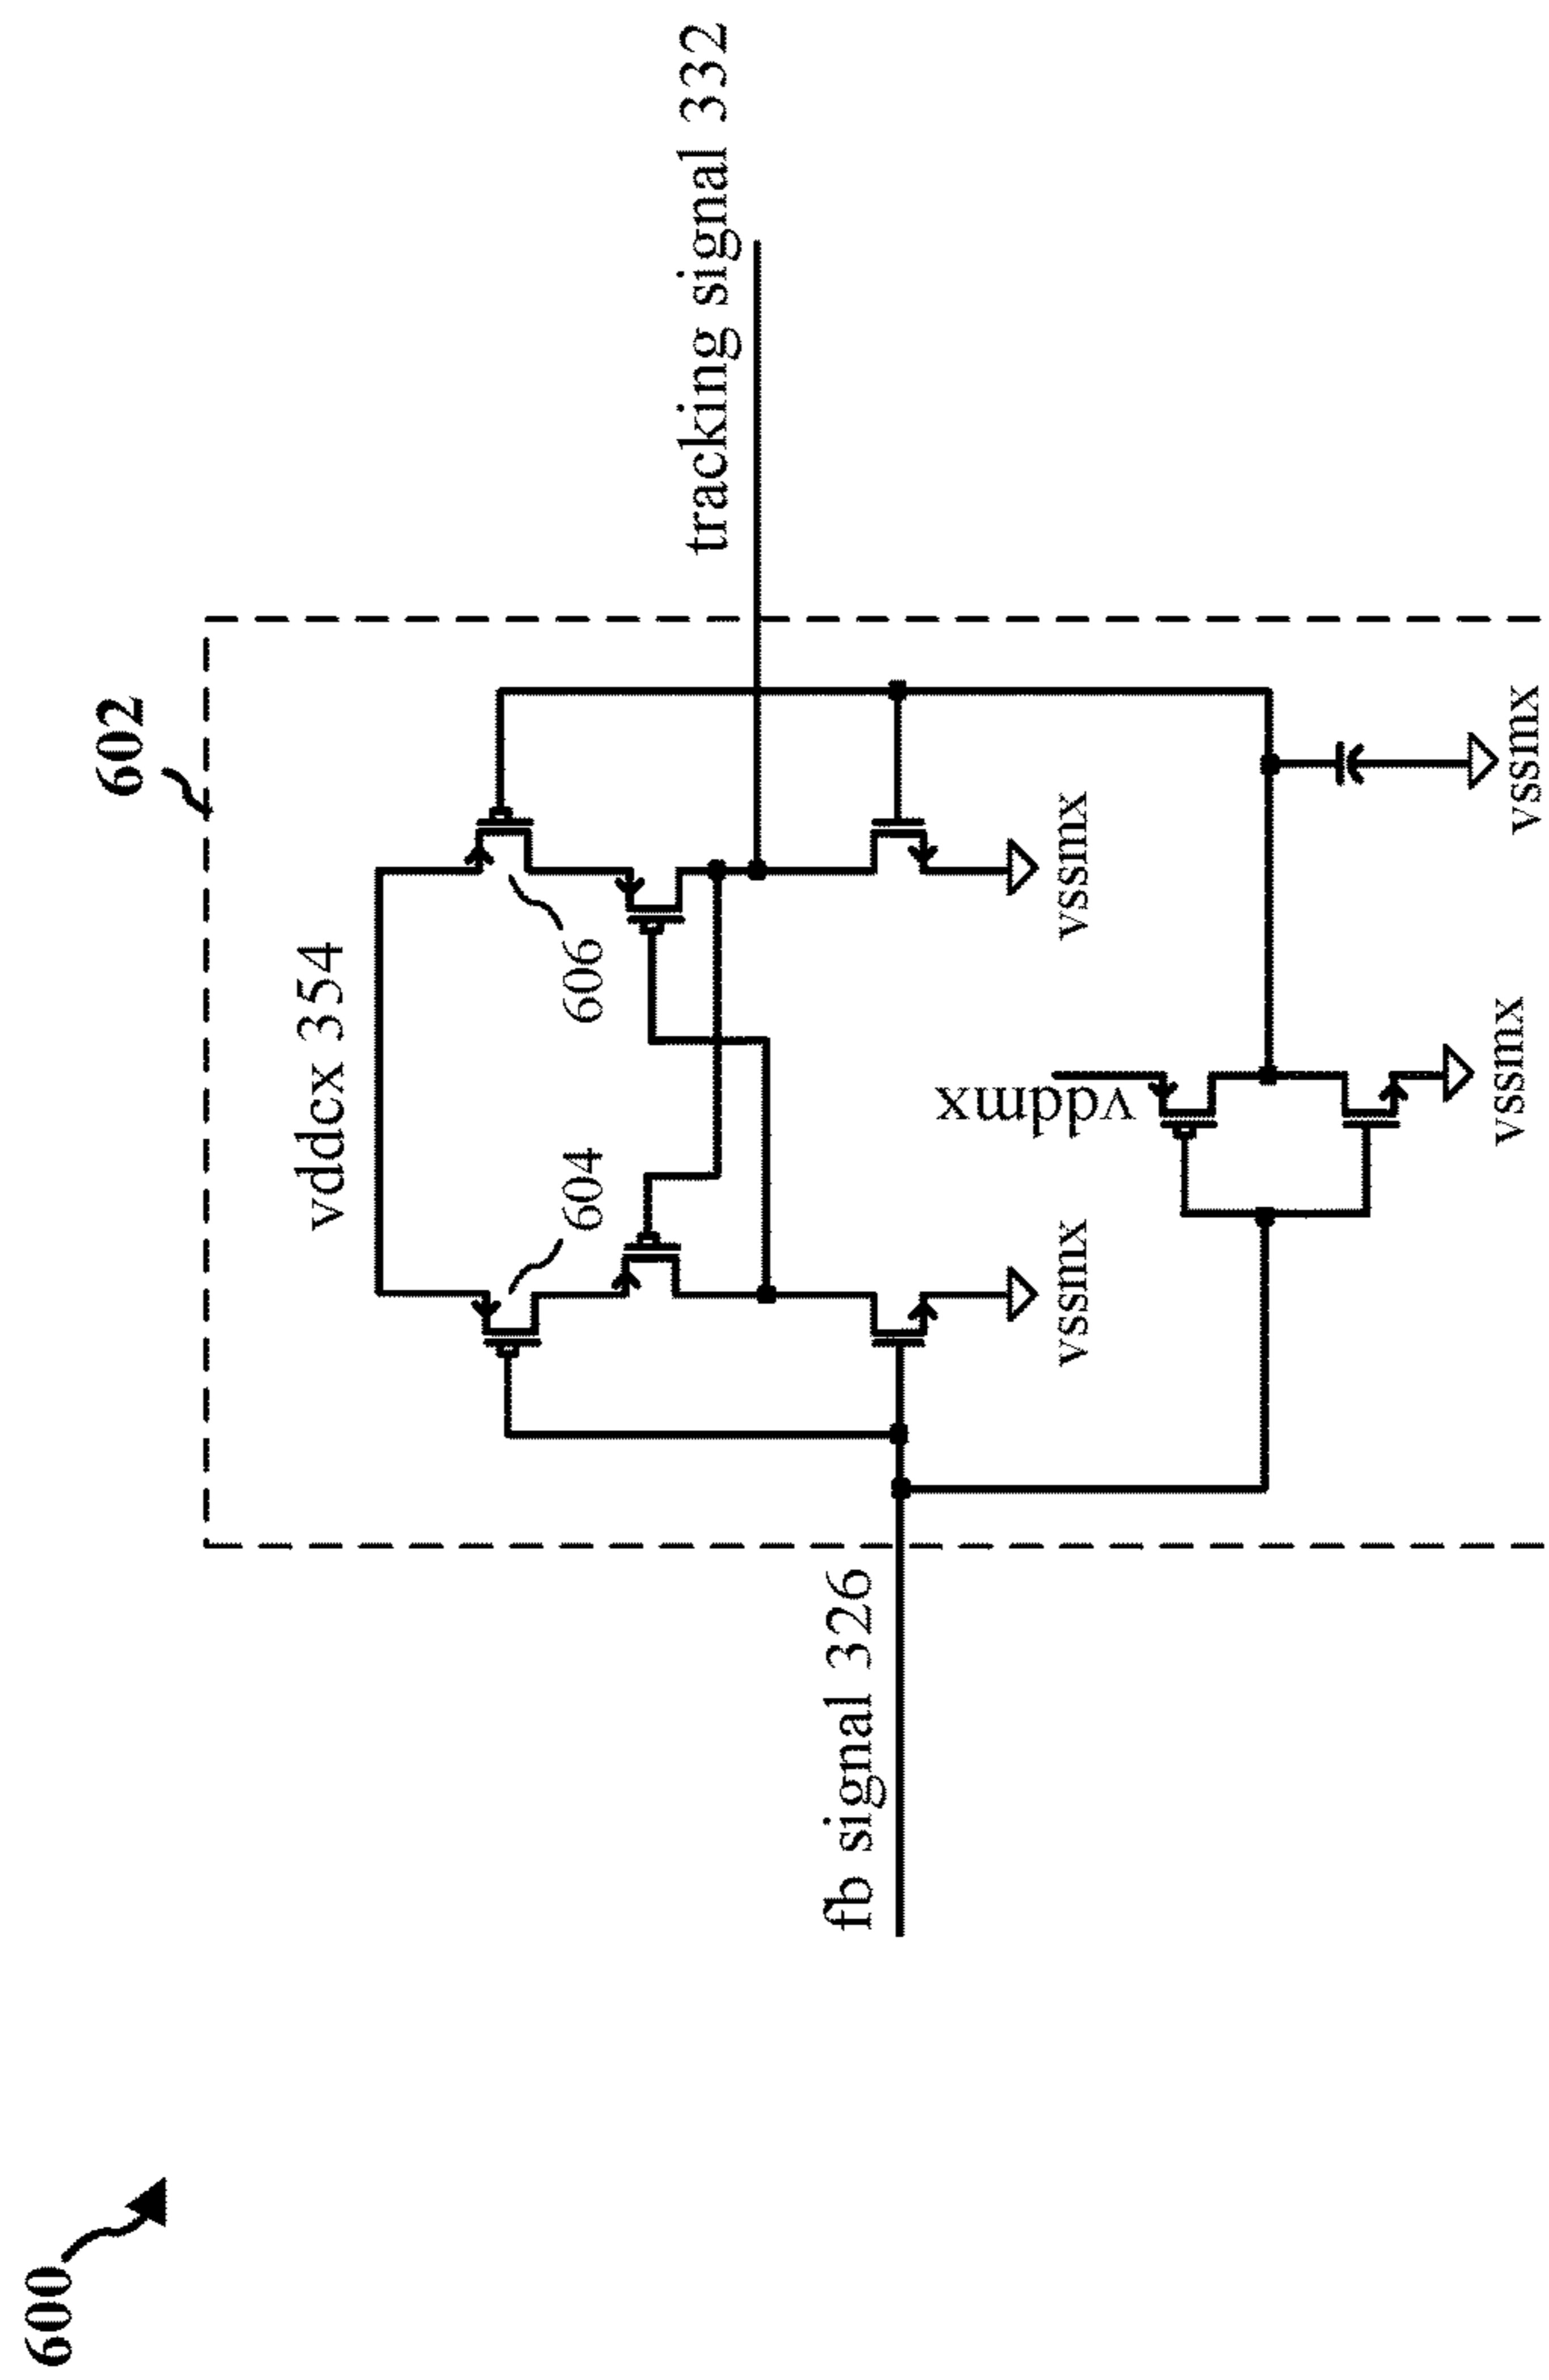 600
602
vddcx 354
604
606
fb signal 326
tracking signal 332
vssmx
vssmx
vddmx
vssmx
vssmx